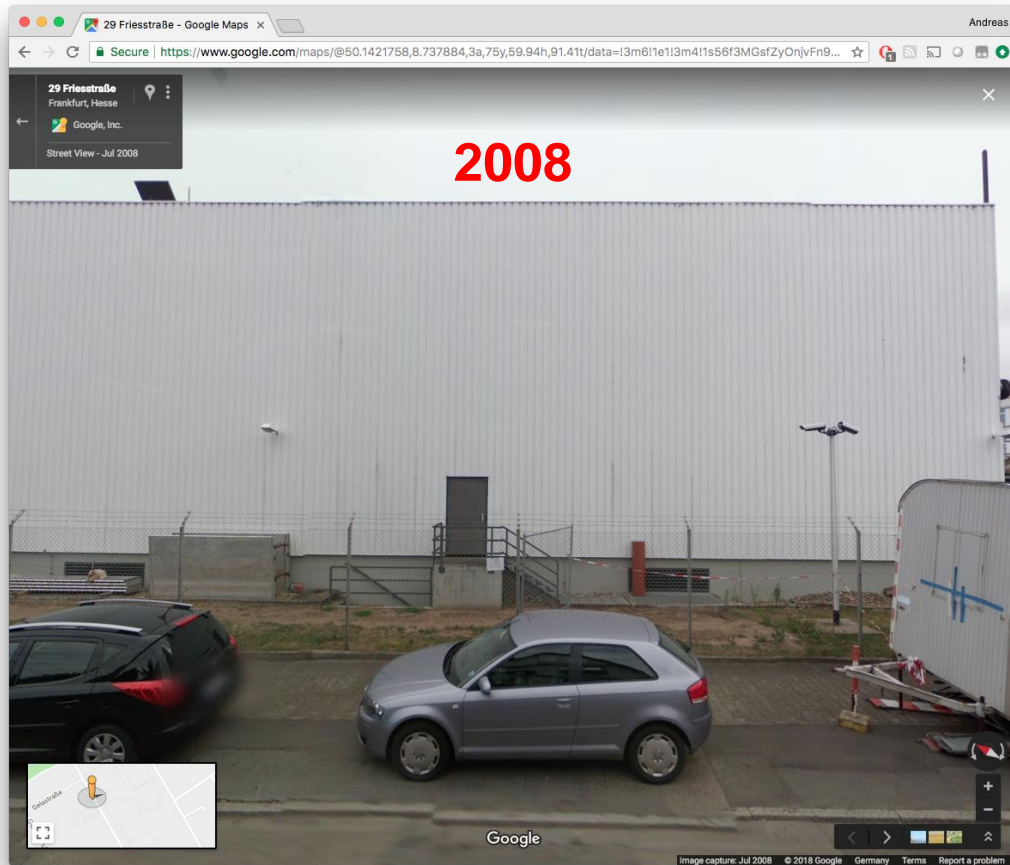 29 Friesstraße - Google Maps
Andreas
Secure
https://www.google.com/maps/@50.1421758,8.737884,3a,75y,59.94h,91.41t/data=!3m6!1e1!3m4!1s56f3MGsfZyOnjvFn9...
1
29 Friesstraße
Frankfurt, Hesse
Google, Inc.
Street View - Jul 2008
2008
Gelastraße
Google
Image capture: Jul 2008 © 2018 Google Germany Terms Report a problem